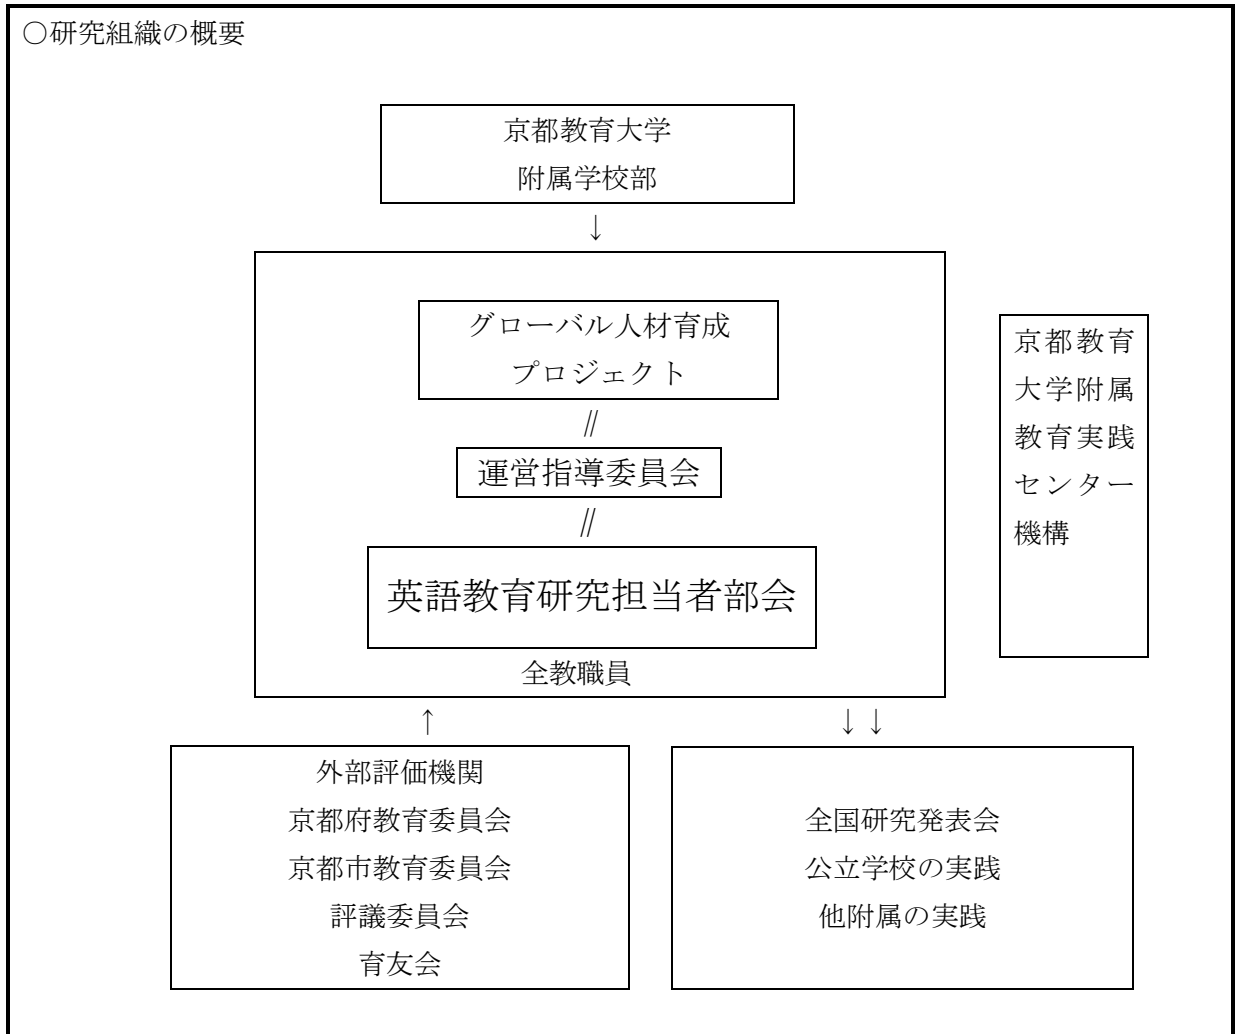 〇研究組織の概要
京都教育大学
附属学校部
↓
グローバル人材育成
プロジェクト
//
運営指導委員会
//
英語教育研究担当者部会
全教職員
京都教育
大学附属
教育実践
センター
機構
↑
↓↓
外部評価機関
京都府教育委員会
京都市教育委員会
評議委員会
育友会
全国研究発表会
公立学校の実践
他附属の実践